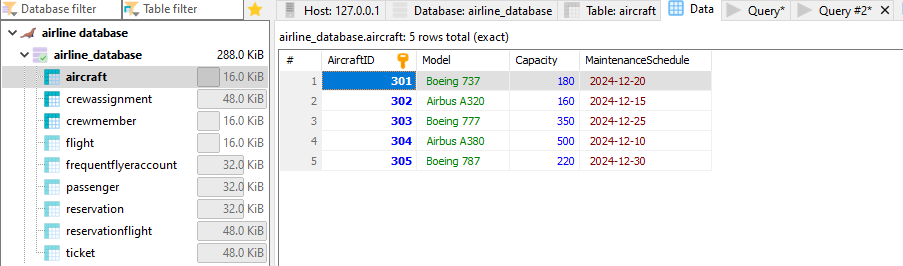 Database filter
Table filter
airline database
airline_database 288.0 KiB
aircraft 16.0 KiB
crewassignment 48.0 KiB
crewmember 16.0 KiB
flight 16.0 KiB
frequentflyeraccount 32.0 KiB
passenger 32.0 KiB
reservation 32.0 KiB
reservationflight 48.0 KiB
ticket 48.0 KiB
Host: 127.0.0.1 Database: airline_database Table: aircraft Data Query* Query #2*
airline_database.aircraft: 5 rows total (exact)
# AircraftID Model Capacity MaintenanceSchedule
1 301 Boeing 737 180 2024-12-20
2 302 Airbus A320 160 2024-12-15
3 303 Boeing 777 350 2024-12-25
4 304 Airbus A380 500 2024-12-10
5 305 Boeing 787 220 2024-12-30